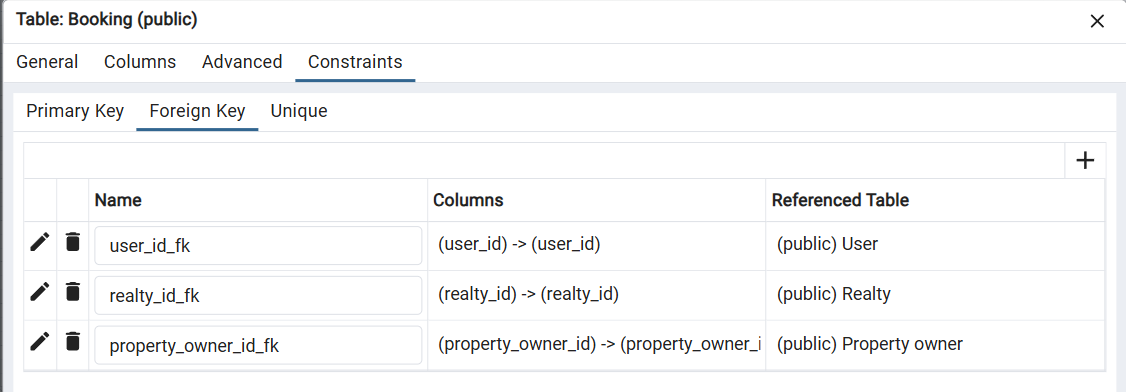 Table: Booking (public)
General Columns Advanced Constraints
Primary Key Foreign Key Unique
Name Columns Referenced Table
user_id_fk (user_id) -> (user_id) (public) User
realty_id_fk (realty_id) -> (realty_id) (public) Realty
property_owner_id_fk (property_owner_id) -> (property_owner_i (public) Property owner